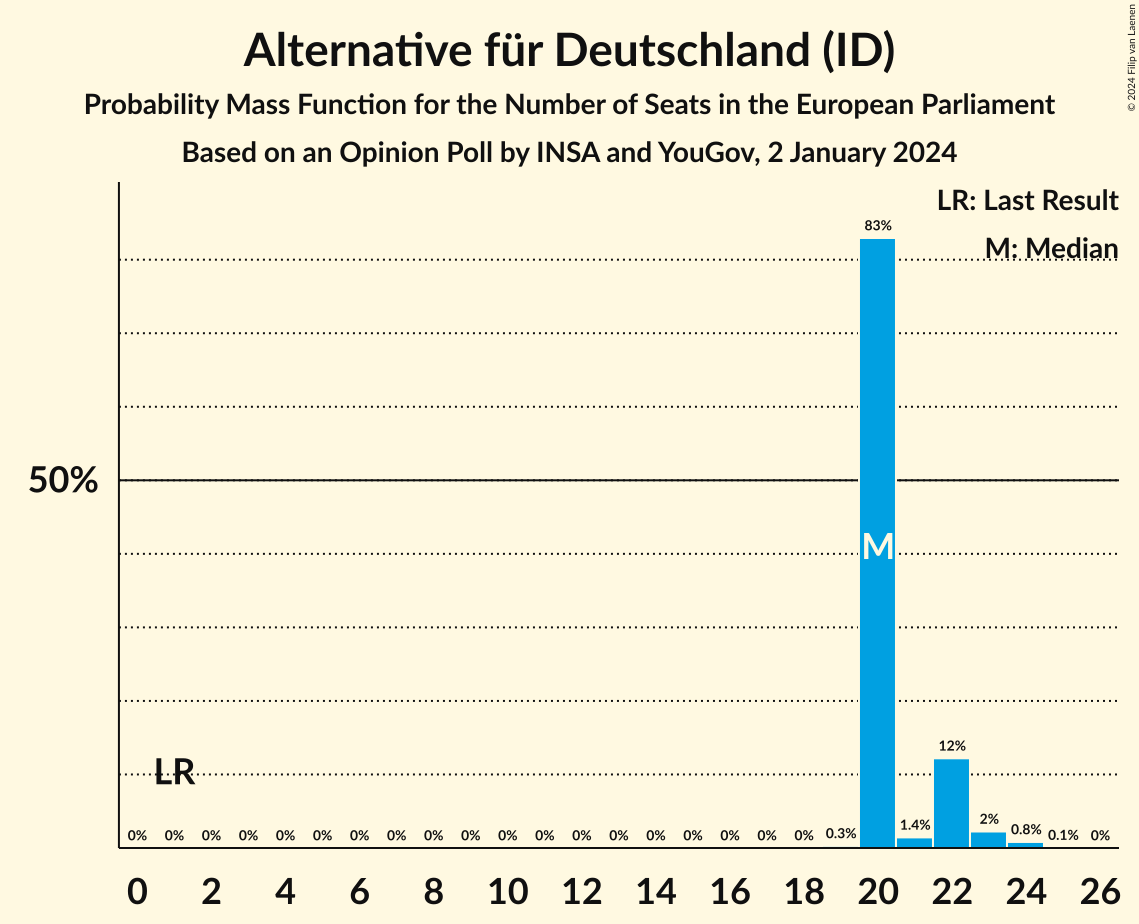 Alternative für Deutschland (ID)
Probability Mass Function for the Number of Seats in the European Parliament
Based on an Opinion Poll by INSA and YouGov, 2 January 2024
© 2024 Filip van Laenen
LR: Last Result
M: Median
83%
50%
M
12%
LR
0% 0% 0% 0% 0% 0% 0% 0% 0% 0% 0% 0% 0% 0% 0% 0% 0% 0% 0% 0.3% 1.4% 2% 0.8% 0.1% 0%
0 2 4 6 8 10 12 14 16 18 20 22 24 26